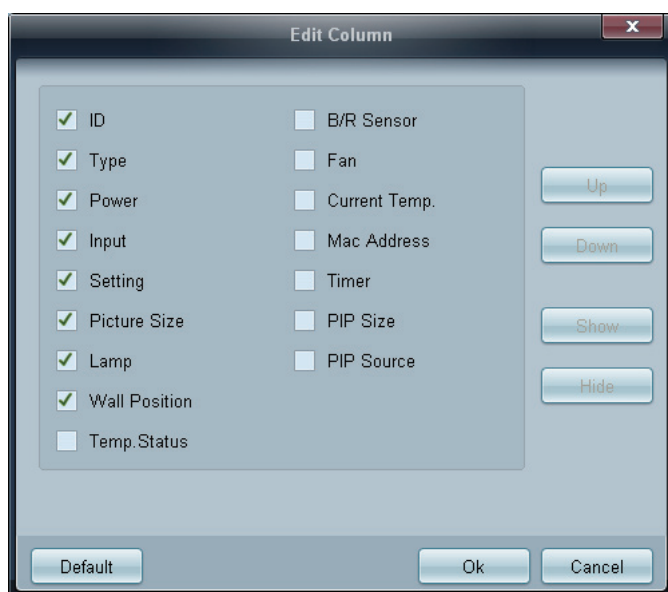 Edit Column
x
ID
Type
Power
Input
Setting
Picture Size
Lamp
Wall Position
Temp.Status
B/R Sensor
Fan
Current Temp.
Mac Address
Timer
PIP Size
PIP Source
Up
Down
Show
Hide
Default
Ok
Cancel